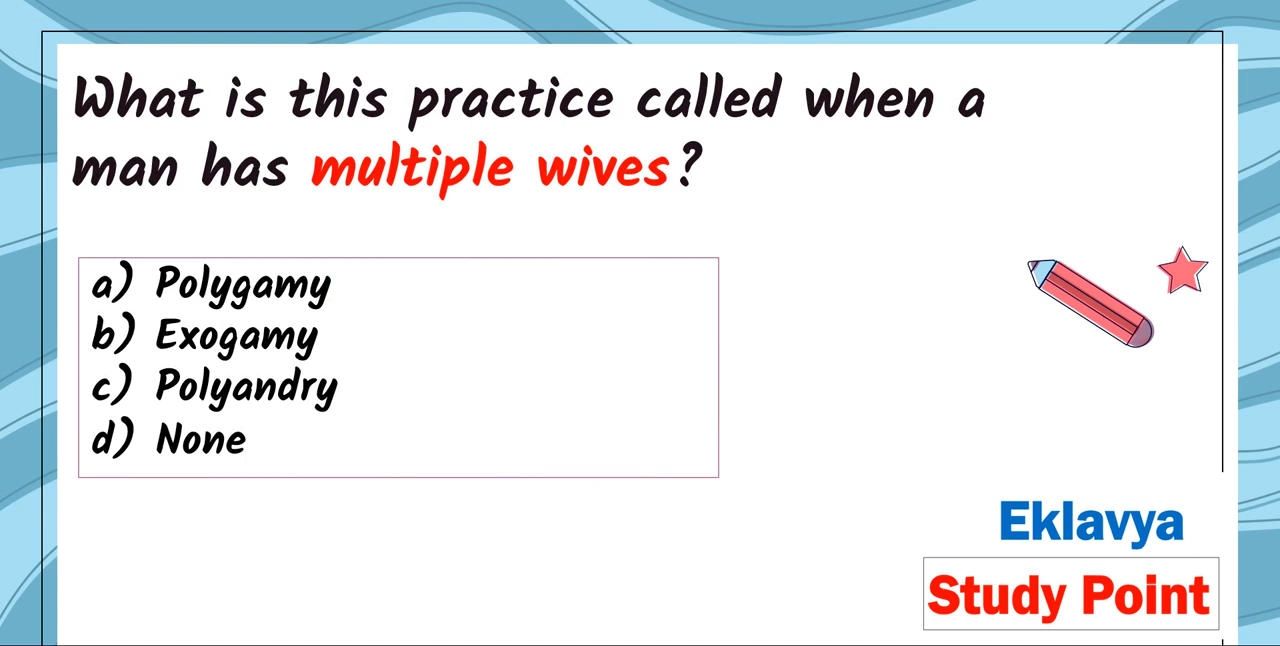 What is this practice called when a
man has multiple wives?
a) Polygamy
b) Exogamy
c) Polyandry
d) None
Eklavya
Study Point